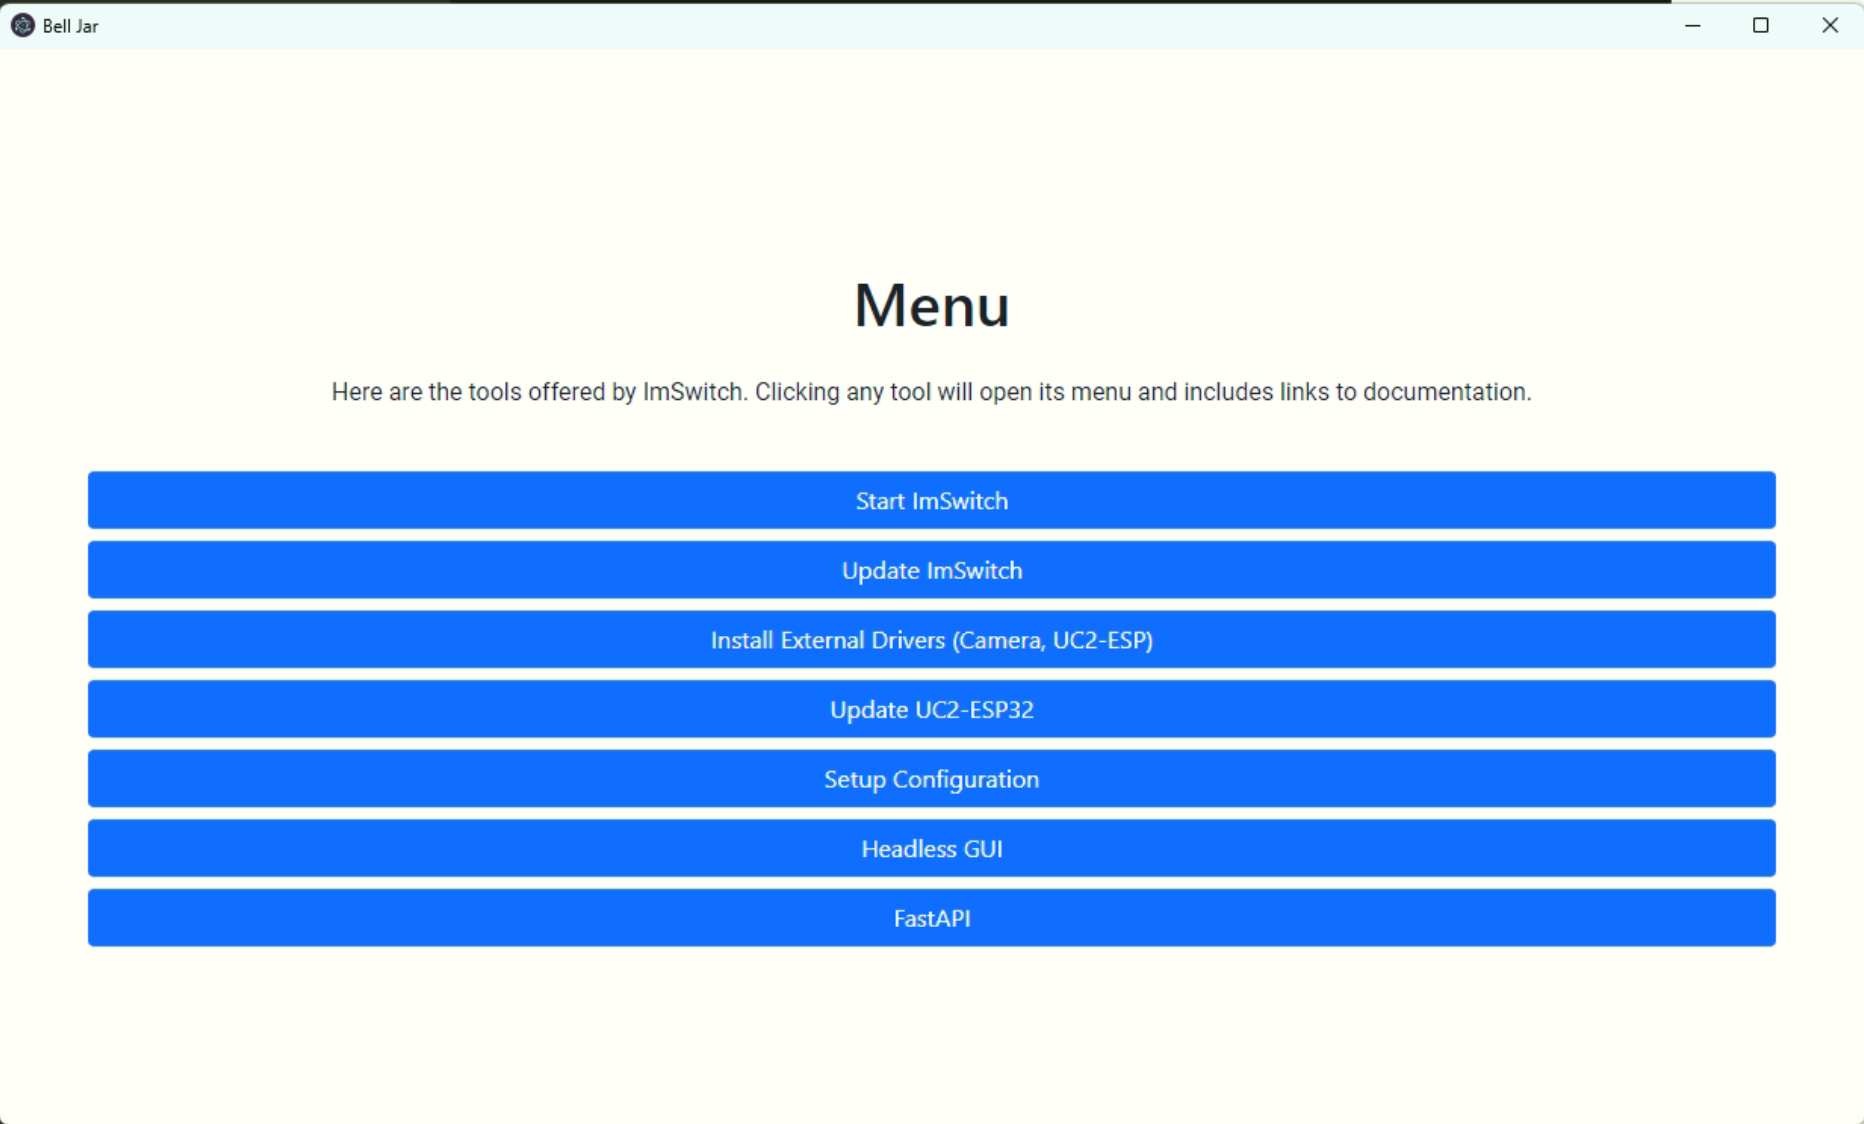 Bell Jar
Menu
Here are the tools offered by ImSwitch. Clicking any tool will open its menu and includes links to documentation.
Start ImSwitch
Update ImSwitch
Install External Drivers (Camera, UC2-ESP)
Update UC2-ESP32
Setup Configuration
Headless GUI
FastAPI